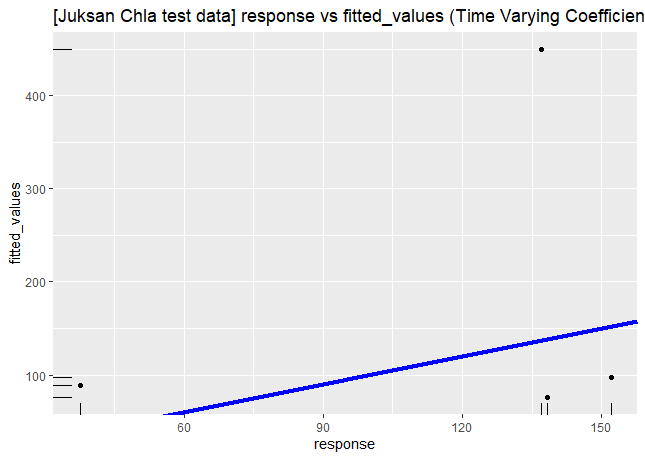 [Juksan Chla test data] response vs fitted_values (Time Varying Coefficien
400
300
200
100
fitted_values
60
90
120
150
response